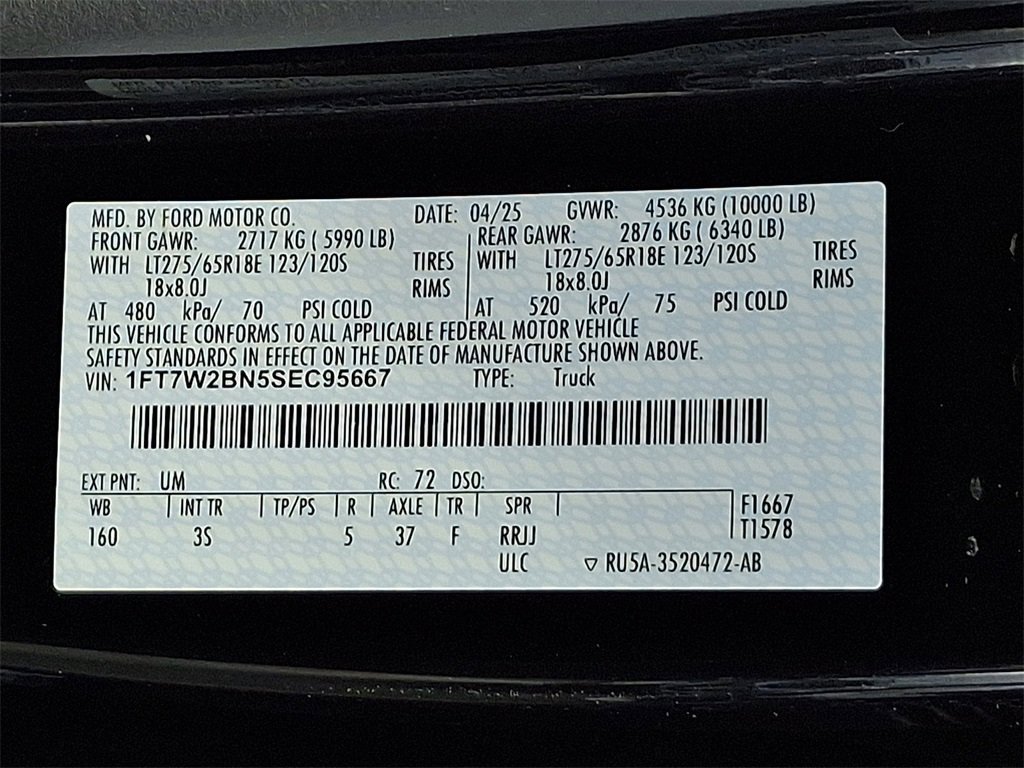 MFD. BY FORD MOTOR CO. DATE: 04/25 GVWR: 4536 KG (10000 LB)
FRONT GAWR: 2717 KG ( 5990 LB) REAR GAWR: 2876 KG ( 6340 LB)
WITH LT275/65R18E 123/120S TIRES WITH LT275/65R18E 123/120S TIRES
18x8.0J RIMS 18x8.0J RIMS
AT 480 kPa/ 70 PSI COLD AT 520 kPa/ 75 PSI COLD
THIS VEHICLE CONFORMS TO ALL APPLICABLE FEDERAL MOTOR VEHICLE
SAFETY STANDARDS IN EFFECT ON THE DATE OF MANUFACTURE SHOWN ABOVE.
VIN: 1FT7W2BN5SEC95667 TYPE: Truck
EXT PNT: UM RC: 72 DSO:
WB INT TR TP/PS R AXLE TR SPR F1667
160 3S 5 37 F RRJJ T1578
ULC ▽ RU5A-3520472-AB